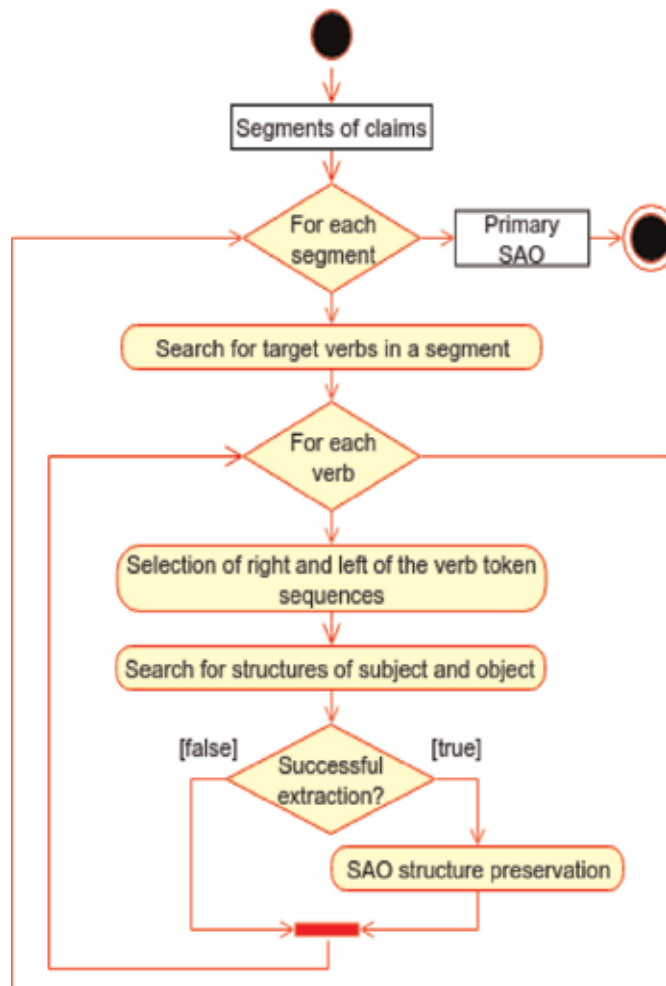 Segments of claims
For each
segment
Primary
SAO
Search for target verbs in a segment
For each
verb
Selection of right and left of the verb token
sequences
Search for structures of subject and object
[false]
[true]
Successful
extraction?
SAO structure preservation